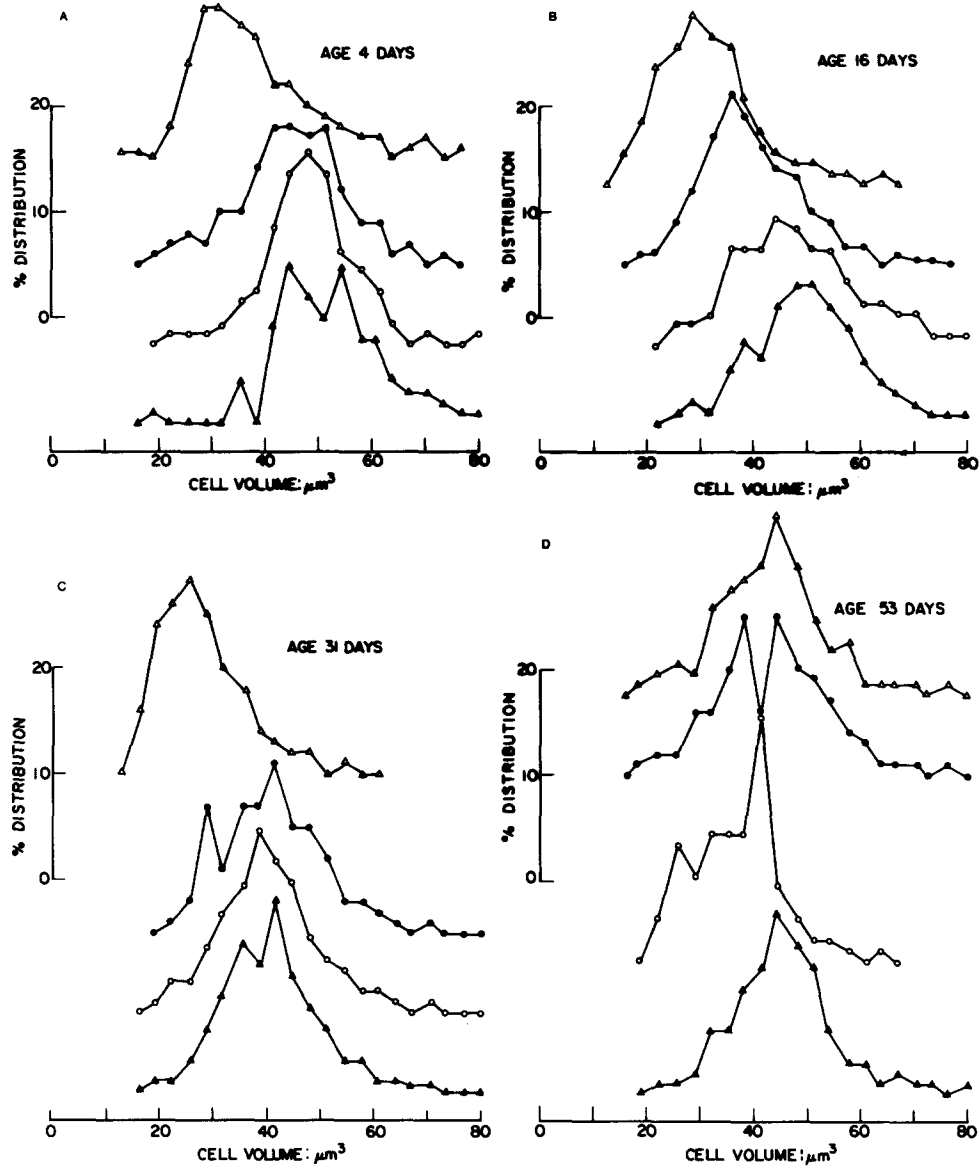 A
AGE 4 DAYS
20
10
0
% DISTRIBUTION
0 20 40 60 80
CELL VOLUME: μm³
B
AGE 16 DAYS
20
10
0
% DISTRIBUTION
0 20 40 60 80
CELL VOLUME: μm³
C
AGE 31 DAYS
20
10
0
% DISTRIBUTION
0 20 40 60 80
CELL VOLUME: μm³
D
AGE 53 DAYS
20
10
0
% DISTRIBUTION
0 20 40 60 80
CELL VOLUME: μm³